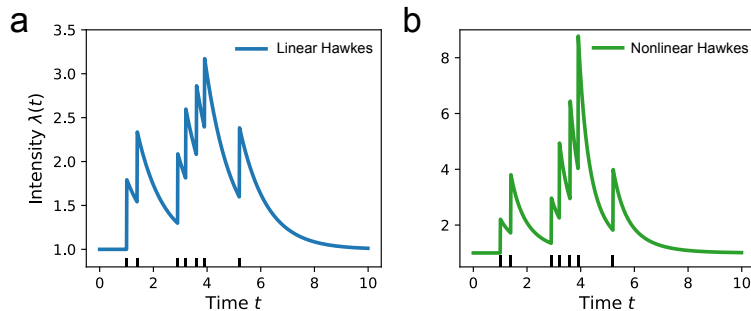 a
Linear Hawkes
Intensity λ(t)
3.5
3.0
2.5
2.0
1.5
1.0
0 2 4 6 8 10
Time t
b
Nonlinear Hawkes
8
6
4
2
0 2 4 6 8 10
Time t